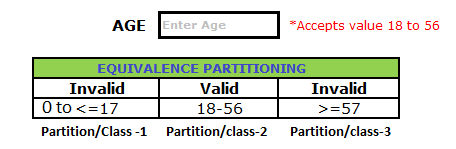 AGE Enter Age *Accepts value 18 to 56
EQUIVALENCE PARTITIONING
Invalid Valid Invalid
0 to <=17 18-56 >=57
Partition/Class -1 Partition/class-2 Partition/class-3